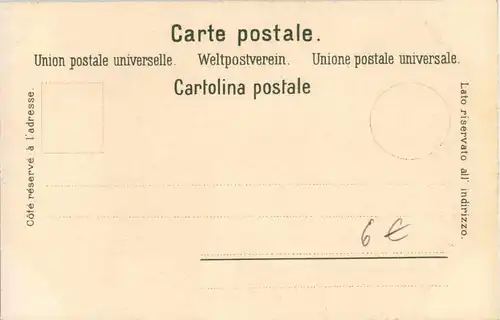 Carte postale.
Union postale universelle. Weltpostverein. Unione postale universale.
Cartolina postale
Côté réservé à l'adresse.
Lato riservato all' indirizzo.
6 €